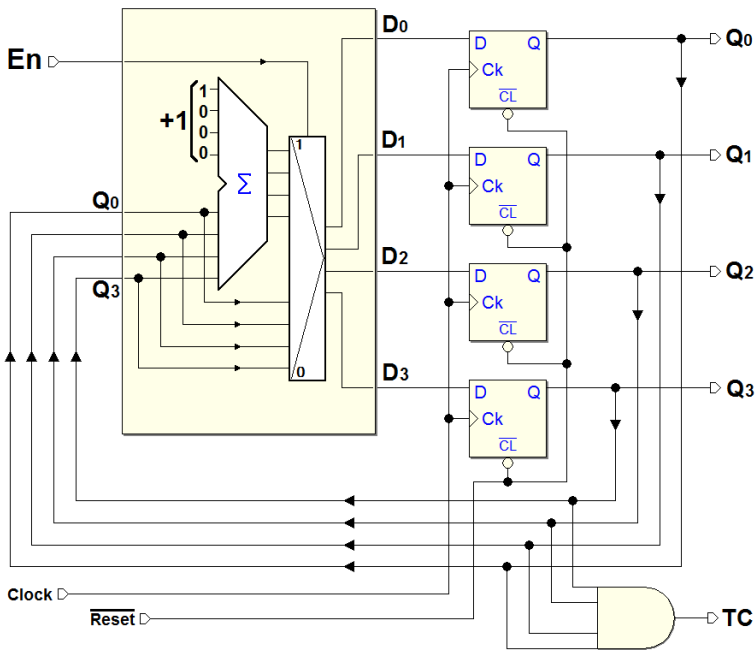 En
+1
1
0
0
0
Σ
1
0
Q0
Q3
D0
D1
D2
D3
D Q
Ck
CL
D Q
Ck
CL
D Q
Ck
CL
D Q
Ck
CL
Q0
Q1
Q2
Q3
Clock
Reset
TC